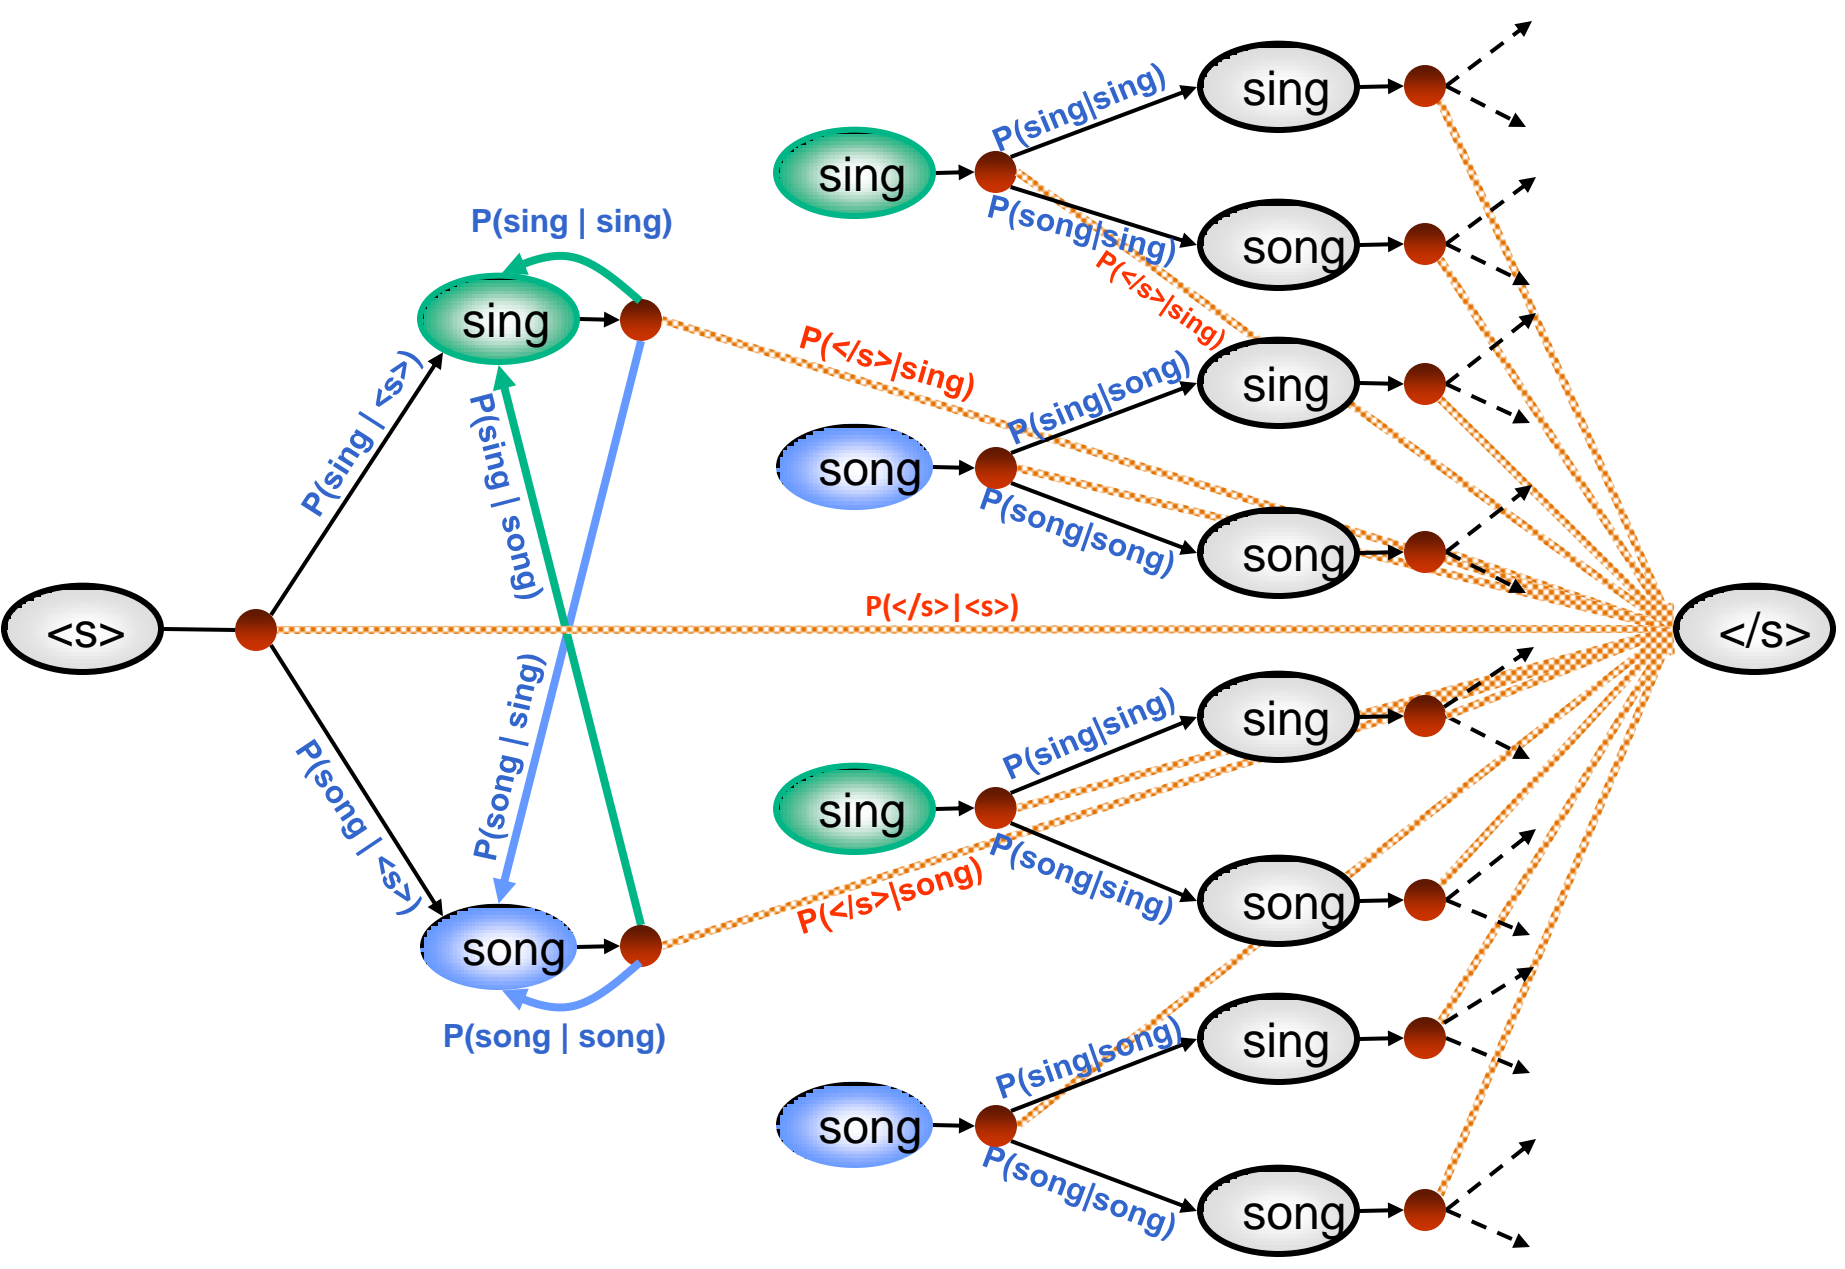 <s>
P(sing | <s>)
P(song | <s>)
P(sing | sing)
sing
P(sing | song)
P(song | sing)
song
P(song | song)
P(</s>|sing)
P(</s>|<s>)
P(</s>|song)
sing
P(sing|sing)
P(song|sing)
P(</s>|sing)
sing
song
song
P(sing|song)
P(song|song)
sing
song
sing
P(sing|sing)
P(song|sing)
sing
song
song
P(sing|song)
P(song|song)
sing
song
</s>